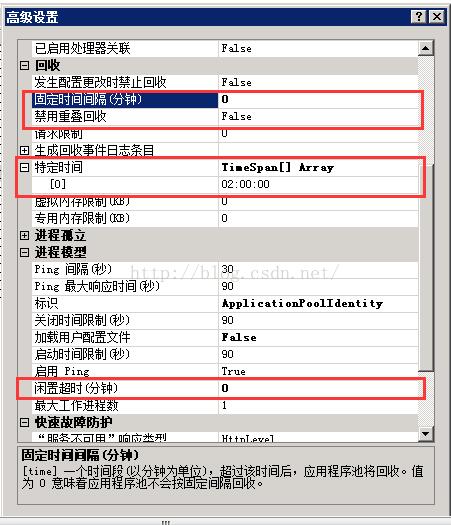 高级设置
已启用处理器关联 False
回收
发生配置更改时禁止回收 False
固定时间间隔(分钟) 0
禁用重叠回收 False
请求限制 0
生成回收事件日志条目
特定时间 TimeSpan[] Array
[0] 02:00:00
虚拟内存限制(KB) 0
专用内存限制(KB) 0
进程孤立
进程模型
Ping 间隔(秒) 30
Ping 最大响应时间(秒) 90
标识 ApplicationPoolIdentity
关闭时间限制(秒) 90
加载用户配置文件 False
启动时间限制(秒) 90
启用 Ping True
闲置超时(分钟) 0
最大工作进程数 1
快速故障防护
“服务不可用”响应类型 HttpLevel
固定时间间隔(分钟)
[time] 一个时间段(以分钟为单位)，超过该时间后，应用程序池将回收。值
为 0 意味着应用程序池不会按固定间隔回收。
http://blog.csdn.net/